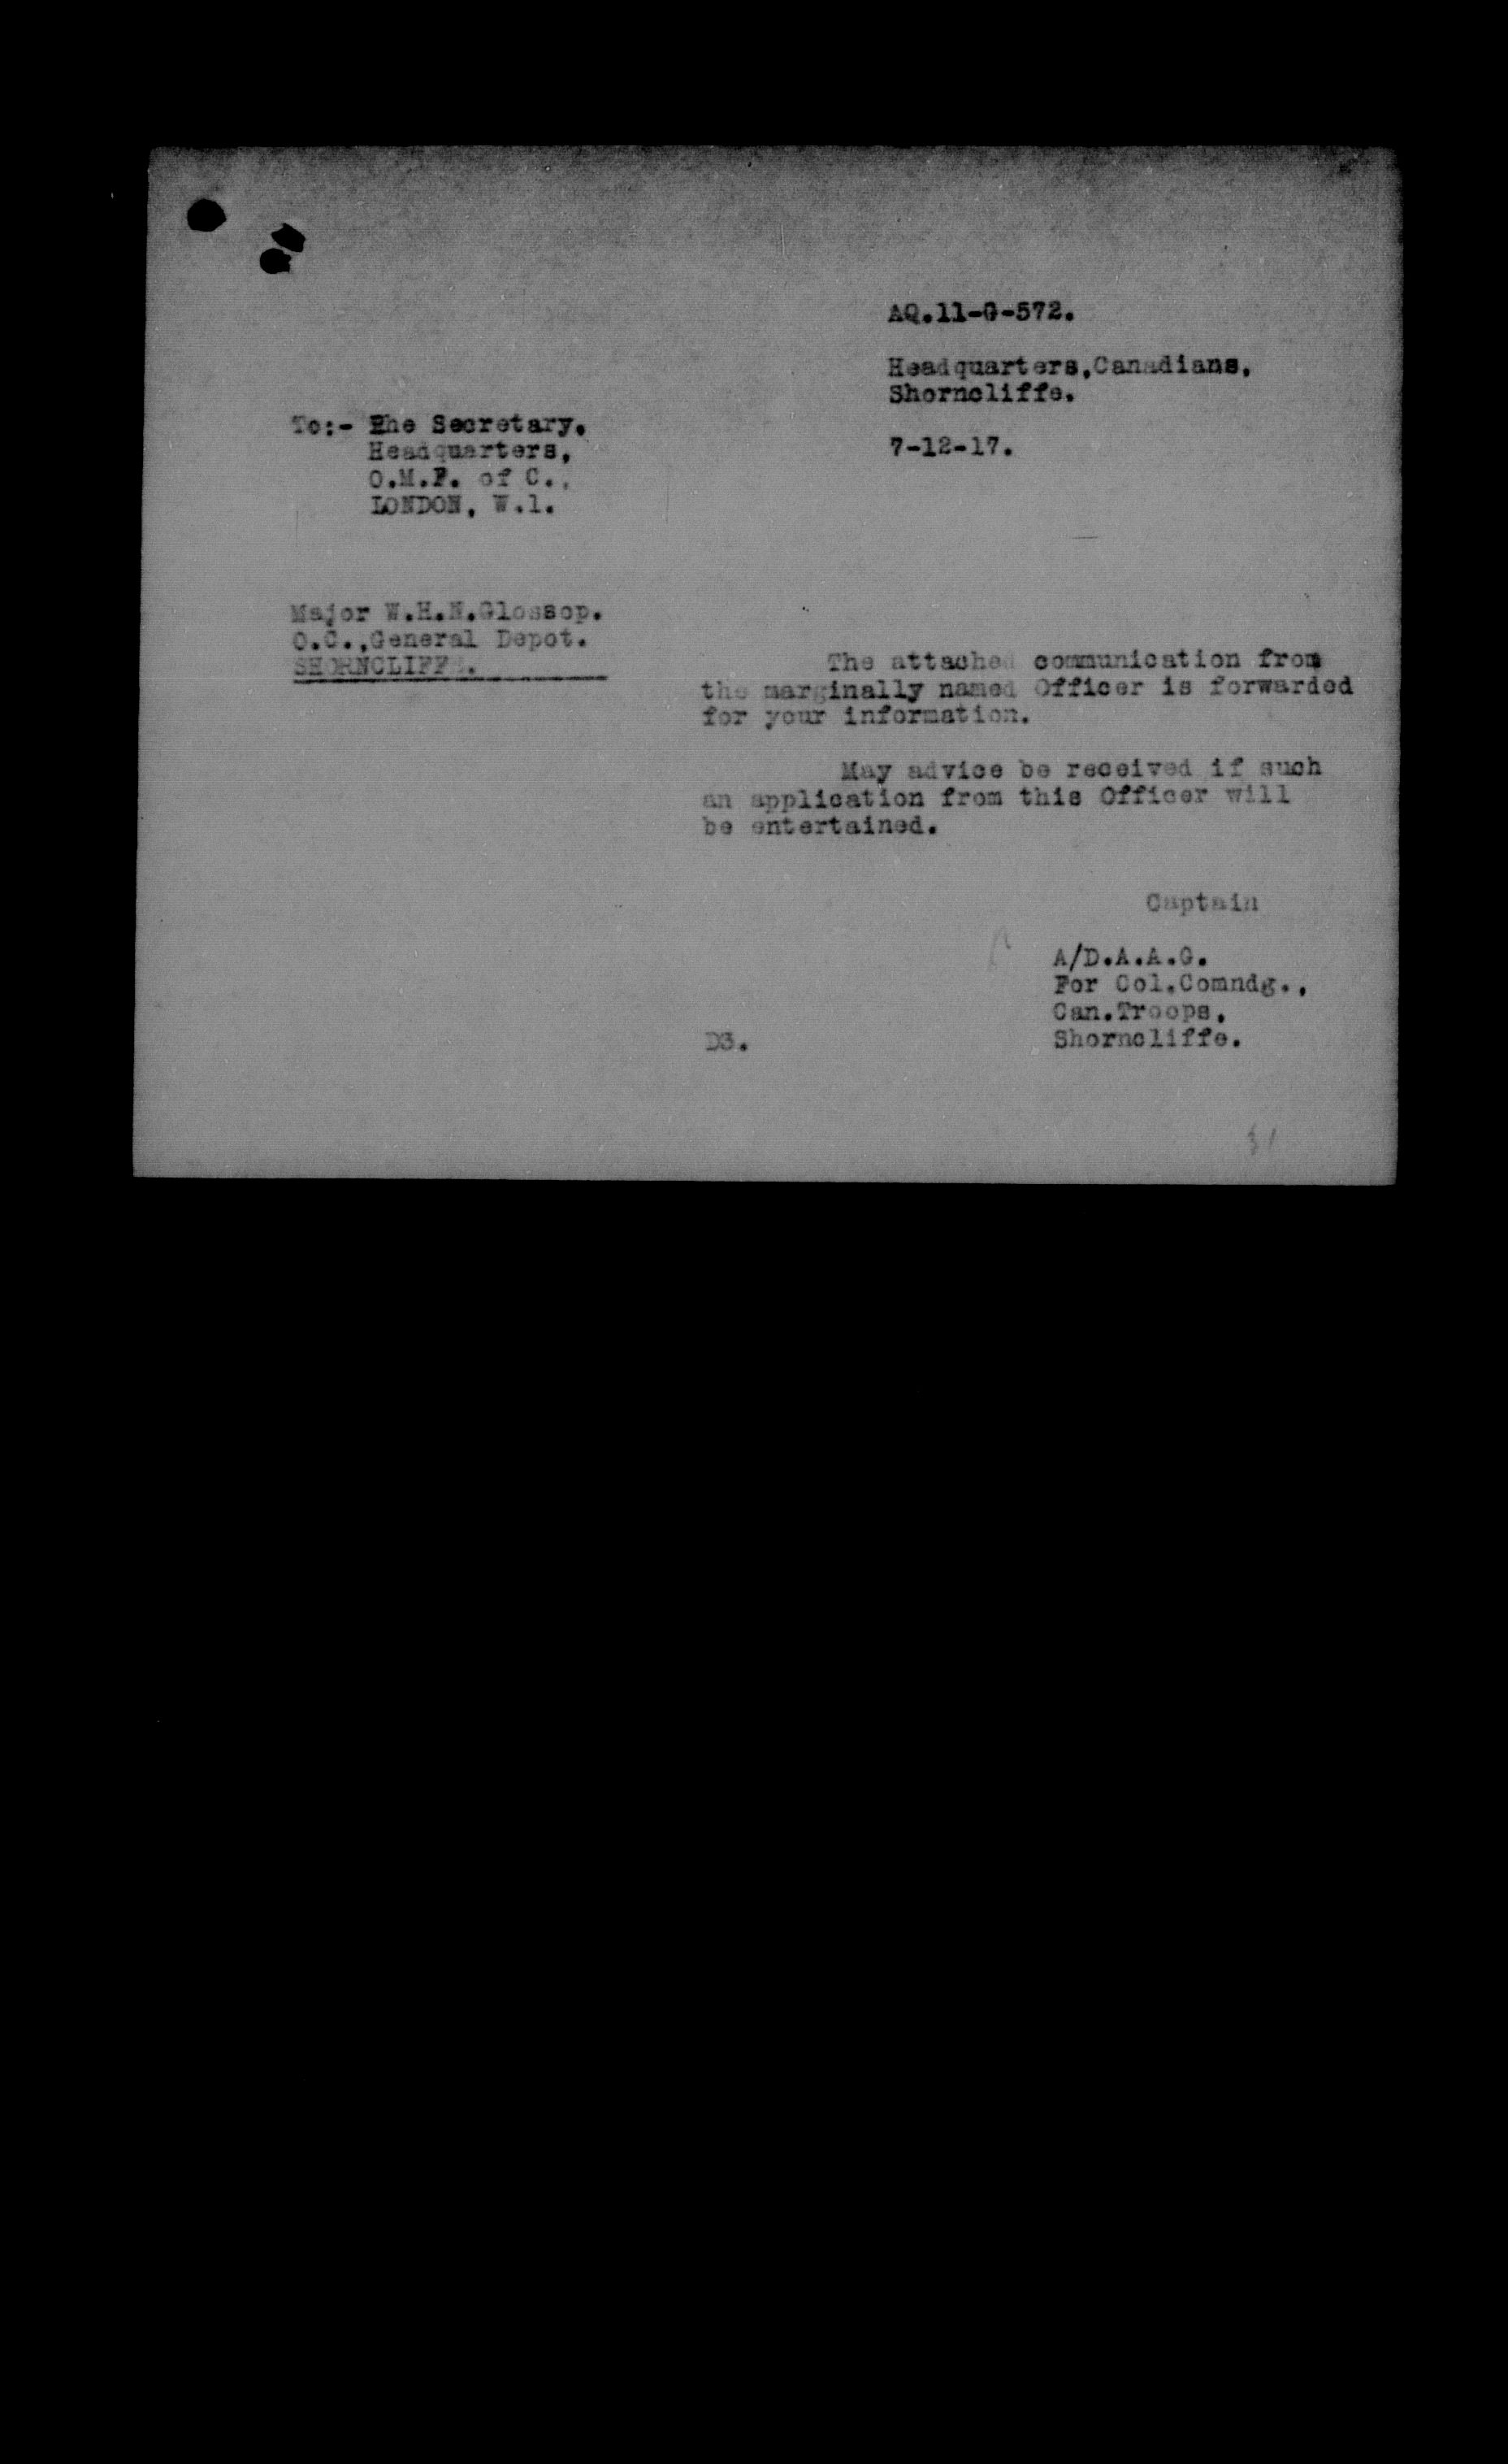 AQ.11-G-572.
Headquarters,Canadians,
Shorncliffe.
7-12-17.
To:- The Secretary.
Headquarters,
O.M.F. of C.,
LONDON, W.1.
Major W.H.N.Glossop.
O.C.,General Depot.
SHORNCLIFFE.
The attached communication from
the marginally named Officer is forwarded
for your information.
May advice be received if such
an application from this Officer will
be entertained.
Captain
A/D.A.A.G.
For Col.Comndg.,
Can.Troops,
Shorncliffe.
D3.